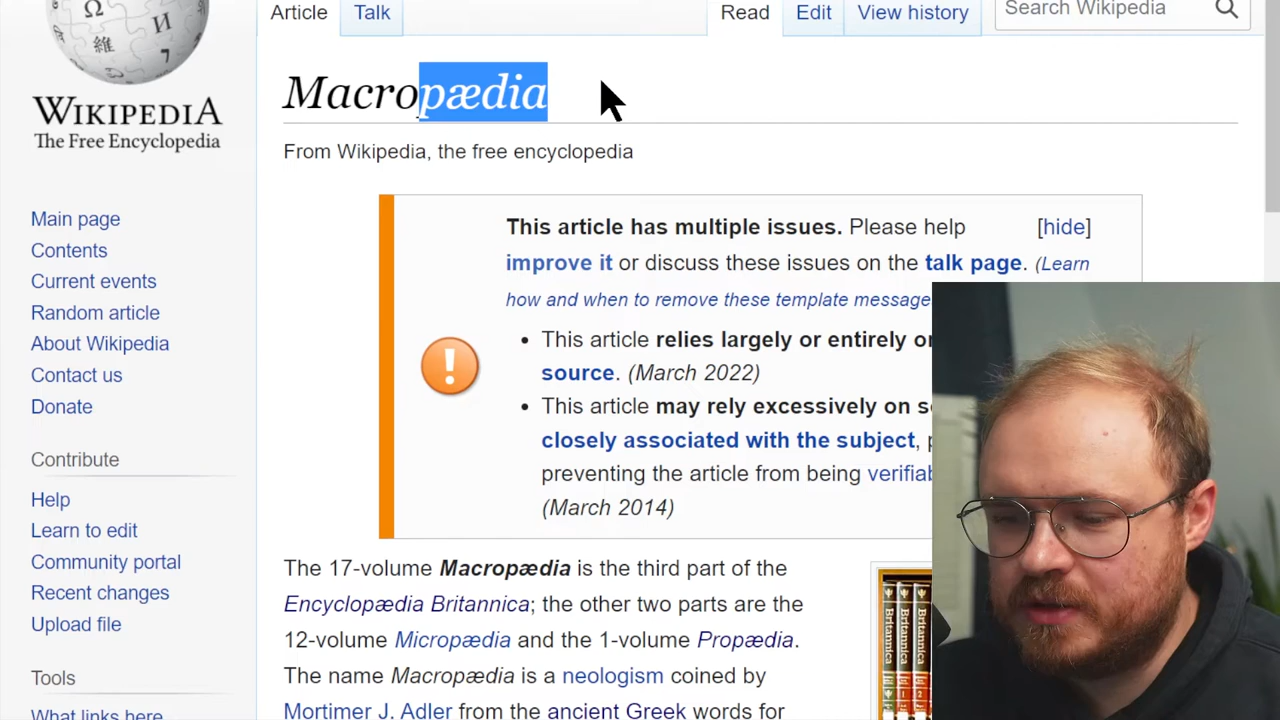 Article
Talk
Read
Edit
View history
Search Wikipedia
Ω
И
維
WIKIPEDIA
The Free Encyclopedia
Macropædia
From Wikipedia, the free encyclopedia
Main page
Contents
Current events
Random article
About Wikipedia
Contact us
Donate
Contribute
Help
Learn to edit
Community portal
Recent changes
Upload file
Tools
What links here
This article has multiple issues. Please help [hide]
improve it or discuss these issues on the talk page. (Learn
how and when to remove these template message
!
• This article relies largely or entirely
source. (March 2022)
• This article may rely excessively on
closely associated with the subject,
preventing the article from being
(March 2014)
The 17-volume Macropædia is the third part of the
Encyclopædia Britannica; the other two parts are the
12-volume Micropædia and the 1-volume Propædia.
The name Macropædia is a neologism coined by
Mortimer J. Adler from the ancient Greek words for
Britannica
Britannica
Britannica